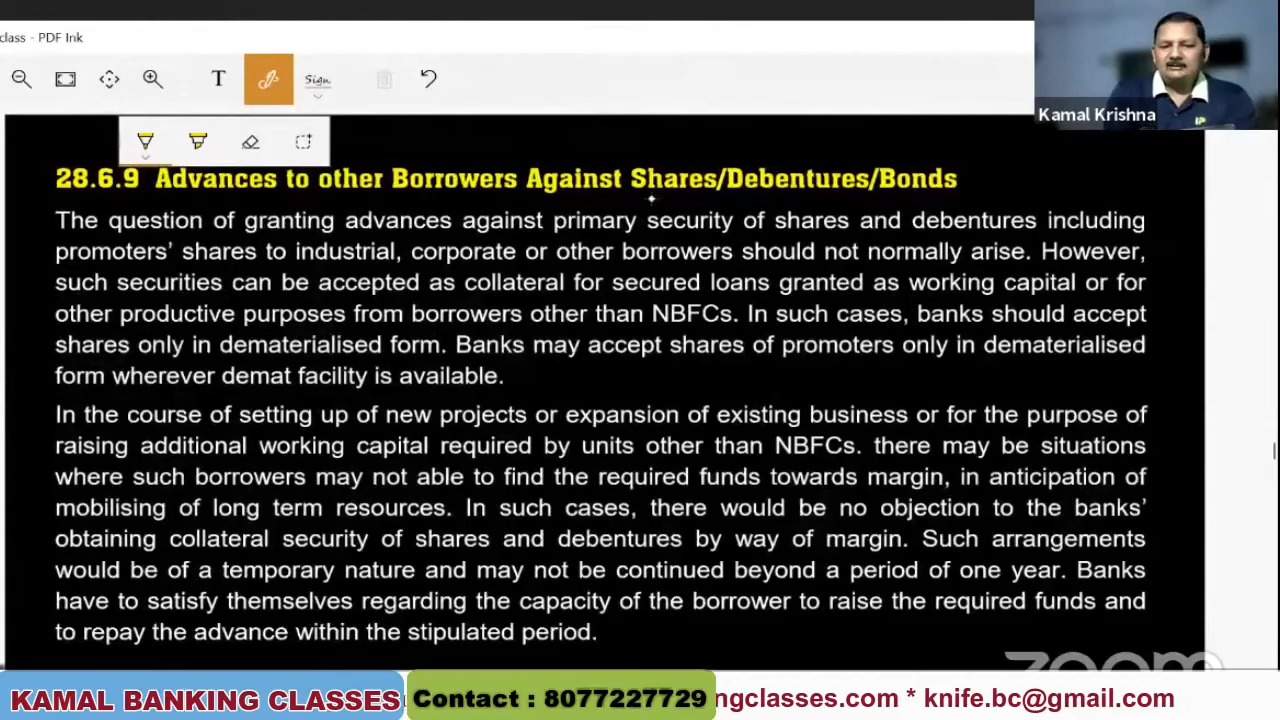 class - PDF Ink
T
Sign
Kamal Krishna
28.6.9 Advances to other Borrowers Against Shares/Debentures/Bonds
The question of granting advances against primary security of shares and debentures including
promoters’ shares to industrial, corporate or other borrowers should not normally arise. However,
such securities can be accepted as collateral for secured loans granted as working capital or for
other productive purposes from borrowers other than NBFCs. In such cases, banks should accept
shares only in dematerialised form. Banks may accept shares of promoters only in dematerialised
form wherever demat facility is available.
In the course of setting up of new projects or expansion of existing business or for the purpose of
raising additional working capital required by units other than NBFCs. there may be situations
where such borrowers may not able to find the required funds towards margin, in anticipation of
mobilising of long term resources. In such cases, there would be no objection to the banks’
obtaining collateral security of shares and debentures by way of margin. Such arrangements
would be of a temporary nature and may not be continued beyond a period of one year. Banks
have to satisfy themselves regarding the capacity of the borrower to raise the required funds and
to repay the advance within the stipulated period.
zoom
KAMAL BANKING CLASSES Contact : 8077227729 ngclasses.com * knife.bc@gmail.com